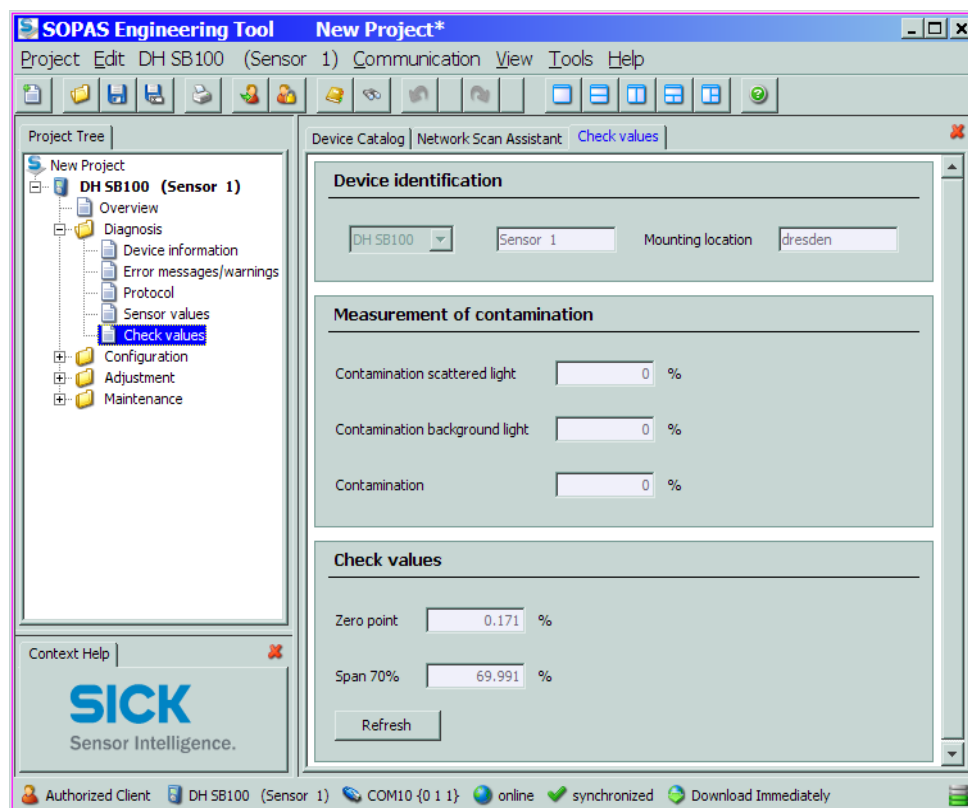 SOPAS Engineering Tool New Project*
Project Edit DH SB100 (Sensor 1) Communication View Tools Help
Project Tree
Device Catalog Network Scan Assistant Check values
New Project
DH SB100 (Sensor 1)
Overview
Diagnosis
Device information
Error messages/warnings
Protocol
Sensor values
Check values
Configuration
Adjustment
Maintenance
Device identification
DH SB100 Sensor 1 Mounting location dresden
Measurement of contamination
Contamination scattered light 0 %
Contamination background light 0 %
Contamination 0 %
Check values
Zero point 0.171 %
Span 70% 69.991 %
Refresh
Context Help
SICK
Sensor Intelligence.
Authorized Client DH SB100 (Sensor 1) COM10 {0 1 1} online synchronized Download Immediately